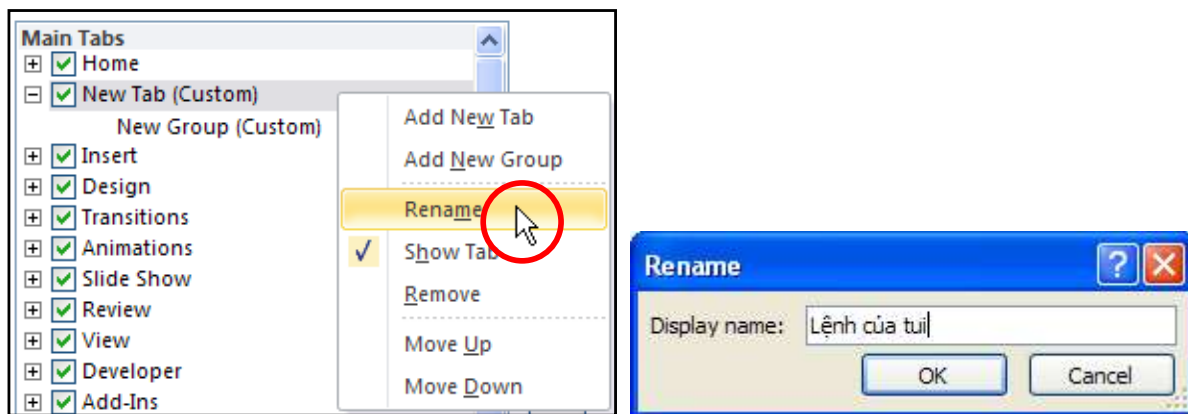 Main Tabs
Home
New Tab (Custom)
New Group (Custom)
Insert
Design
Transitions
Animations
Slide Show
Review
View
Developer
Add-Ins
Add New Tab
Add New Group
Rename
Show Tab
Remove
Move Up
Move Down
Rename
Display name: Lệnh của tui
OK Cancel